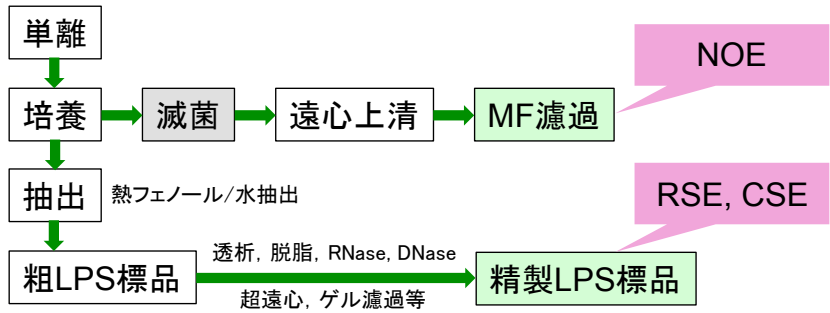 単離
NOE
培養
滅菌
遠心上清
MF濾過
抽出
熱フェノール/水抽出
RSE, CSE
粗LPS標品
透析, 脱脂, RNase, DNase
超遠心, ゲル濾過等
精製LPS標品